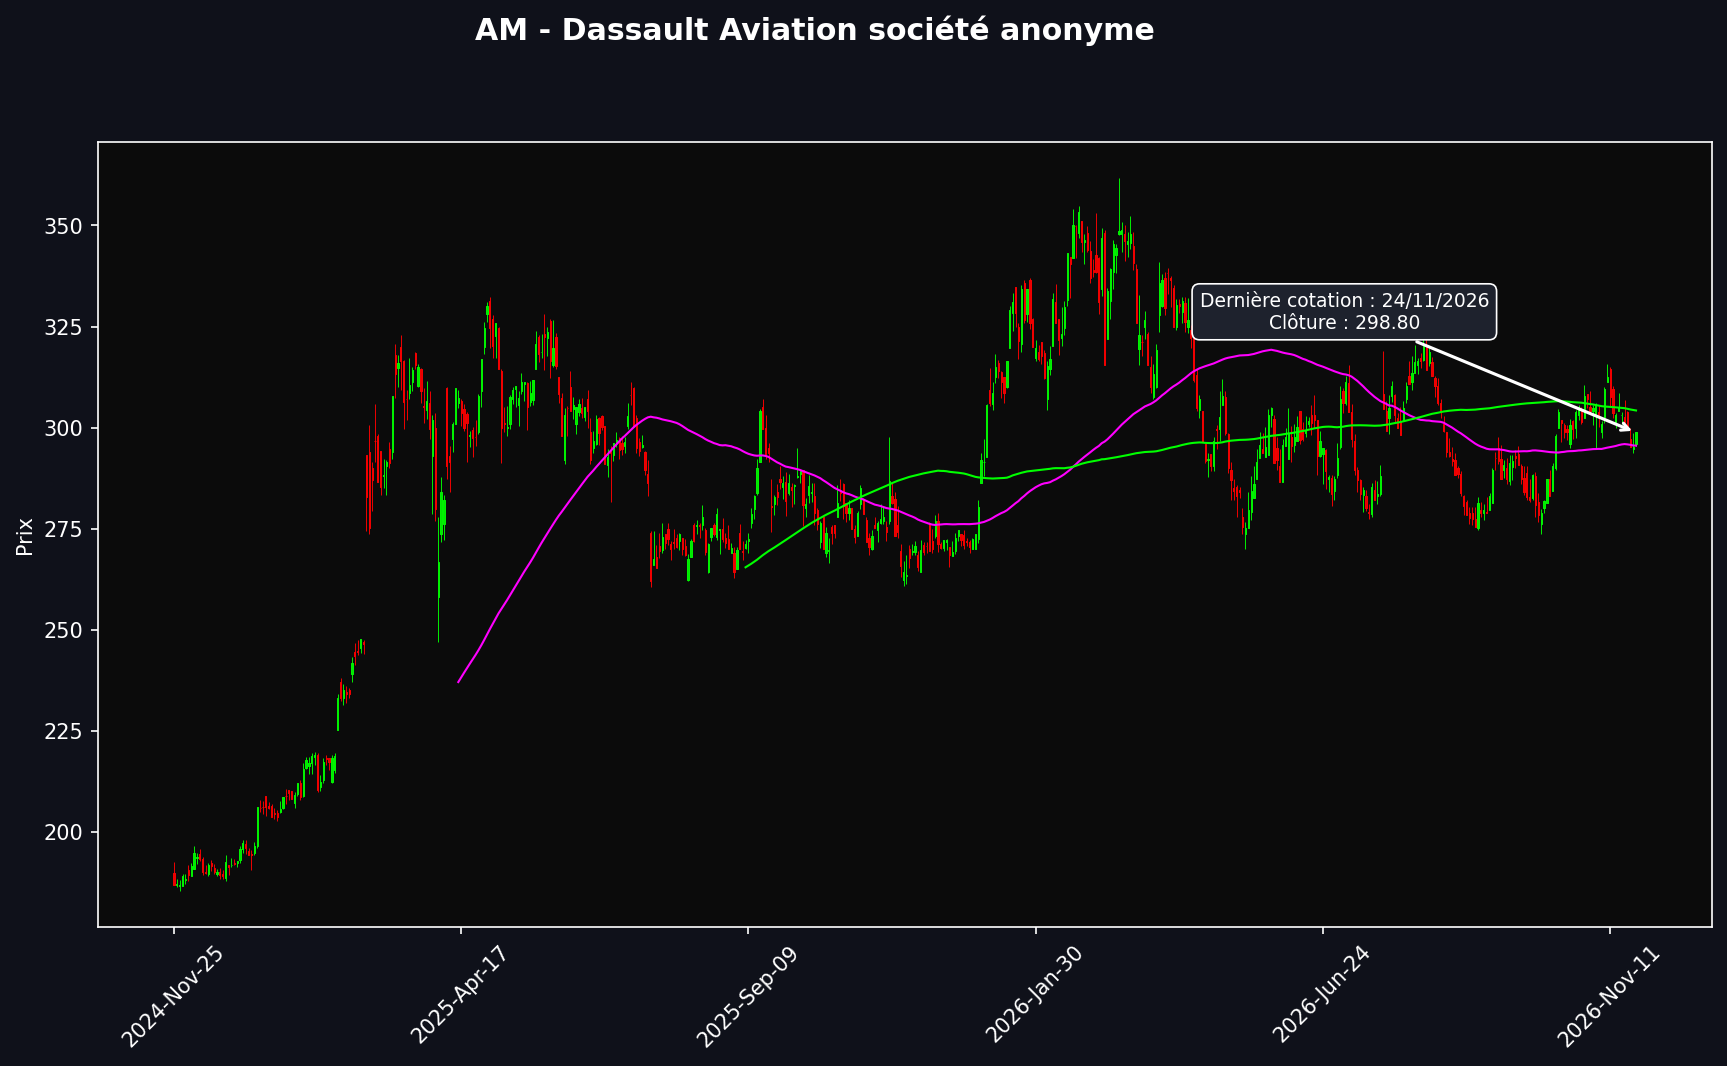 AM - Dassault Aviation société anonyme
Dernière cotation : 24/11/2026
Clôture : 298.80
Prix
350
325
300
275
250
225
200
2024-Nov-25
2025-Apr-17
2025-Sep-09
2026-Jan-30
2026-Jun-24
2026-Nov-11